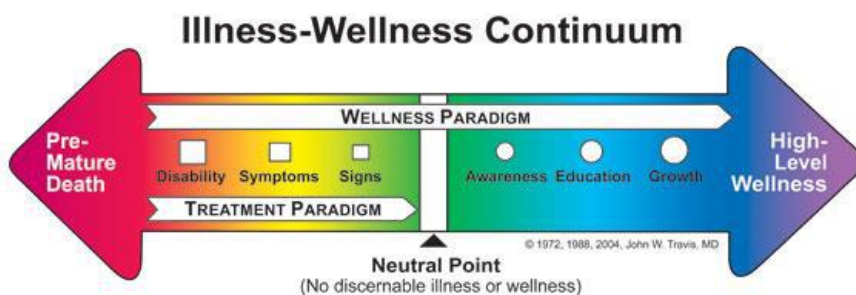 Illness-Wellness Continuum
WELLNESS PARADIGM
Pre-
Mature
Death
Disability Symptoms Signs
Awareness Education Growth
High-
Level
Wellness
TREATMENT PARADIGM
© 1972, 1988, 2004, John W. Travis, MD
Neutral Point
(No discernable illness or wellness)